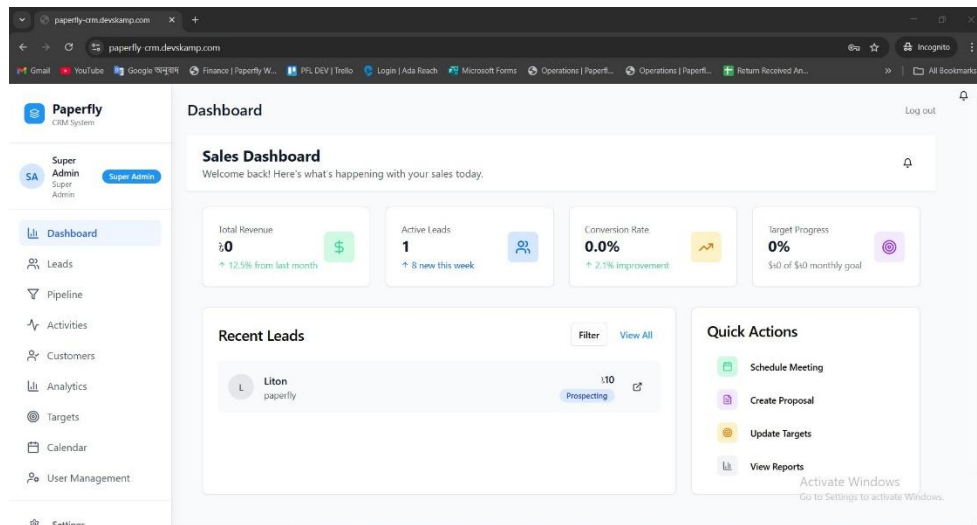 paperfly-crm.devskamp.com
paperfly-crm.devskamp.com
Incognito
Gmail
YouTube
Google অনুবাদ
Finance | Paperfly W...
PFL DEV | Trello
Login | Ada Reach
Microsoft Forms
Operations | Paperfl...
Operations | Paperfl...
Return Received An...
All Bookmarks
Paperfly
CRM System
Super
Admin
Super
Admin
SA
Super Admin
Dashboard
Leads
Pipeline
Activities
Customers
Analytics
Targets
Calendar
User Management
Settings
Dashboard
Log out
Sales Dashboard
Welcome back! Here's what's happening with your sales today.
Total Revenue
৳0
↑ 12.5% from last month
Active Leads
1
↑ 8 new this week
Conversion Rate
0.0%
↑ 2.1% improvement
Target Progress
0%
$৳0 of $৳0 monthly goal
Recent Leads
Filter
View All
L
Liton
paperfly
৳10
Prospecting
Quick Actions
Schedule Meeting
Create Proposal
Update Targets
View Reports
Activate Windows
Go to Settings to activate Windows.